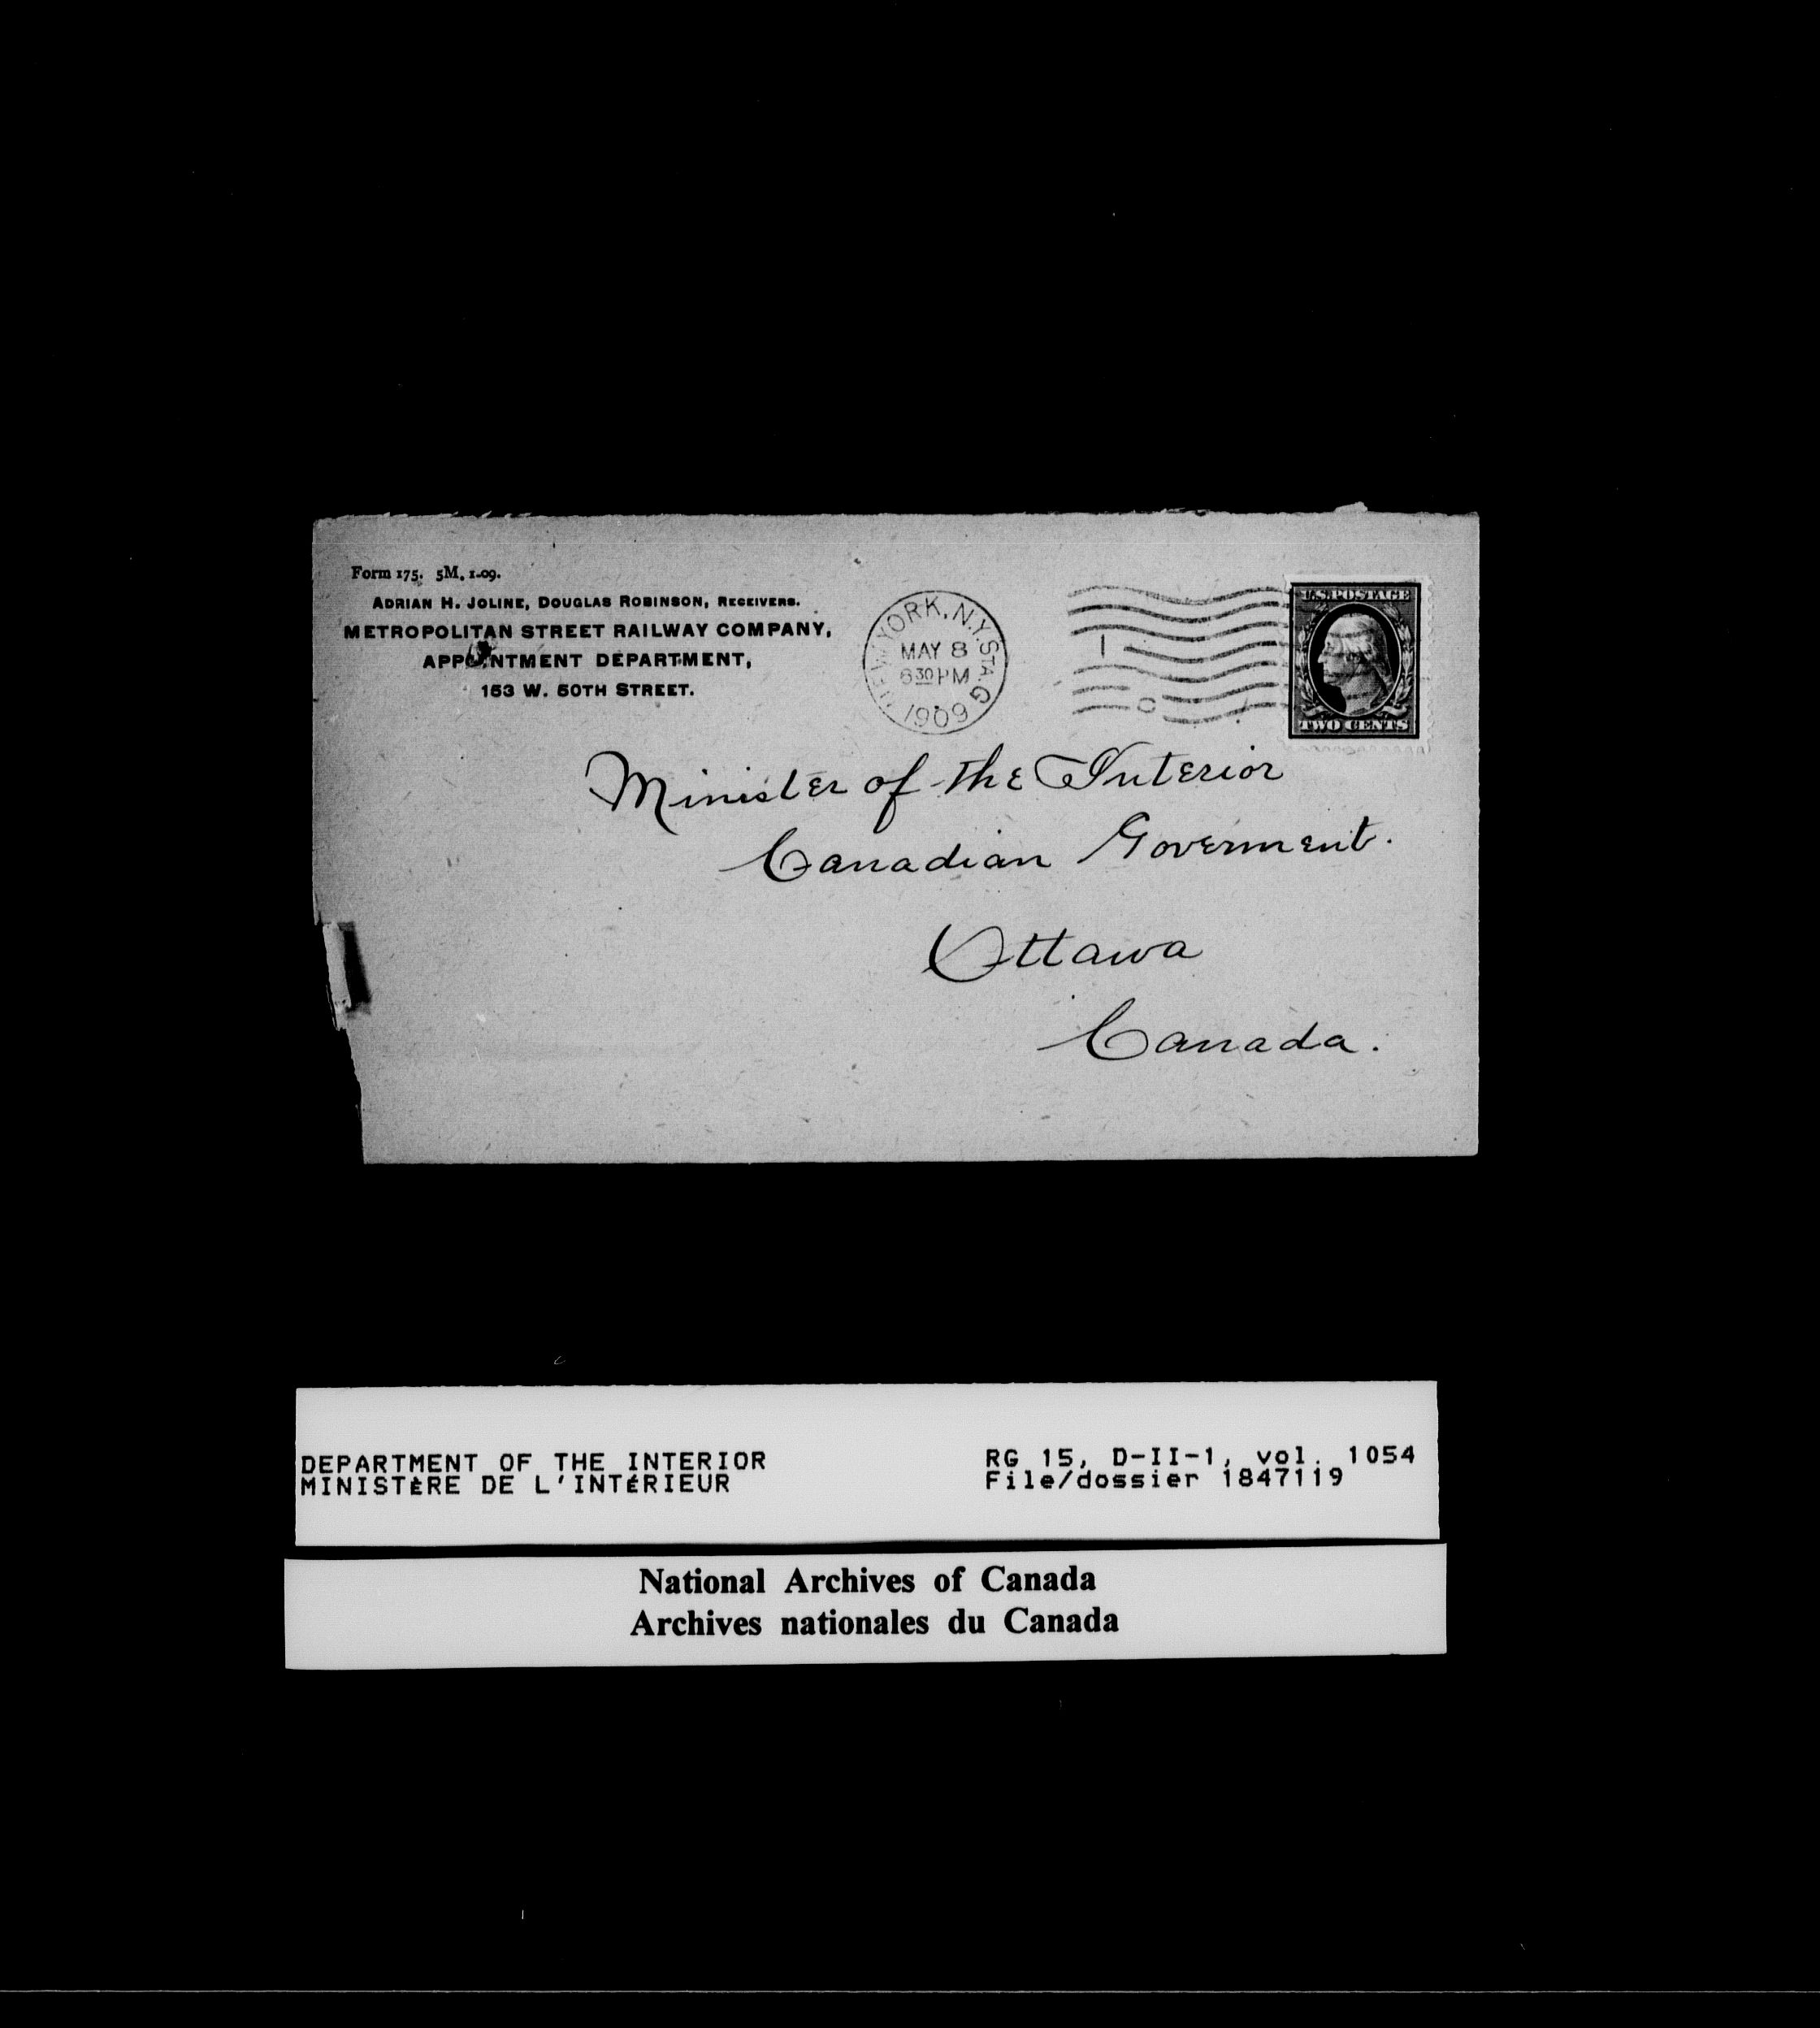 Form 175. 5M. 1-09.
ADRIAN H. JOLINE, DOUGLAS ROBINSON, RECEIVERS.
METROPOLITAN STREET RAILWAY COMPANY,
APPOINTMENT DEPARTMENT,
153 W. 50TH STREET.
NEW YORK, N.Y. STA. G
MAY 8
6 30 PM
1909
U.S. POSTAGE
TWO CENTS
Minister of the Interior
Canadian Goverment.
Ottawa
Canada.
DEPARTMENT OF THE INTERIOR
MINISTÈRE DE L'INTÉRIEUR
RG 15, D-II-1, vol. 1054
File/dossier 1847119
National Archives of Canada
Archives nationales du Canada